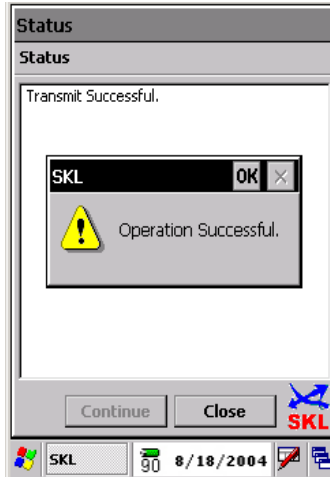 Status
Status
Transmit Successful.
SKL OK
Operation Successful.
Continue Close
SKL
SKL 90 8/18/2004